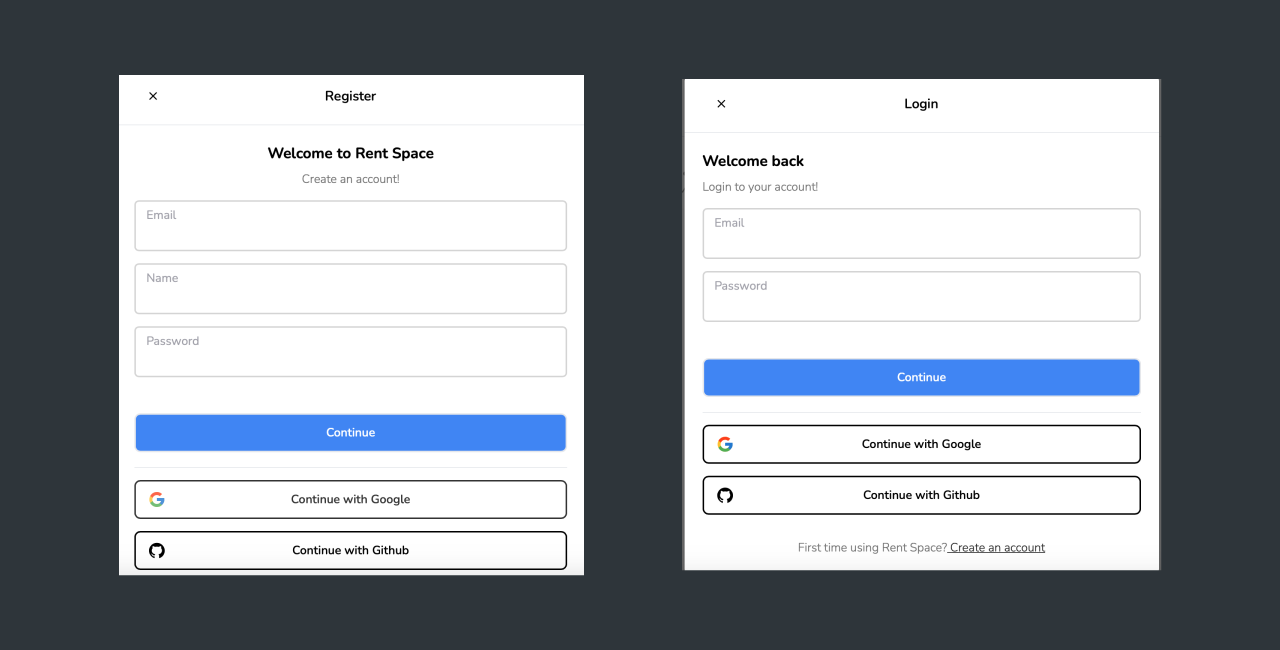 Register
Welcome to Rent Space
Create an account!
Email
Name
Password
Continue
Continue with Google
Continue with Github
Login
Welcome back
Login to your account!
Email
Password
Continue
Continue with Google
Continue with Github
First time using Rent Space? Create an account